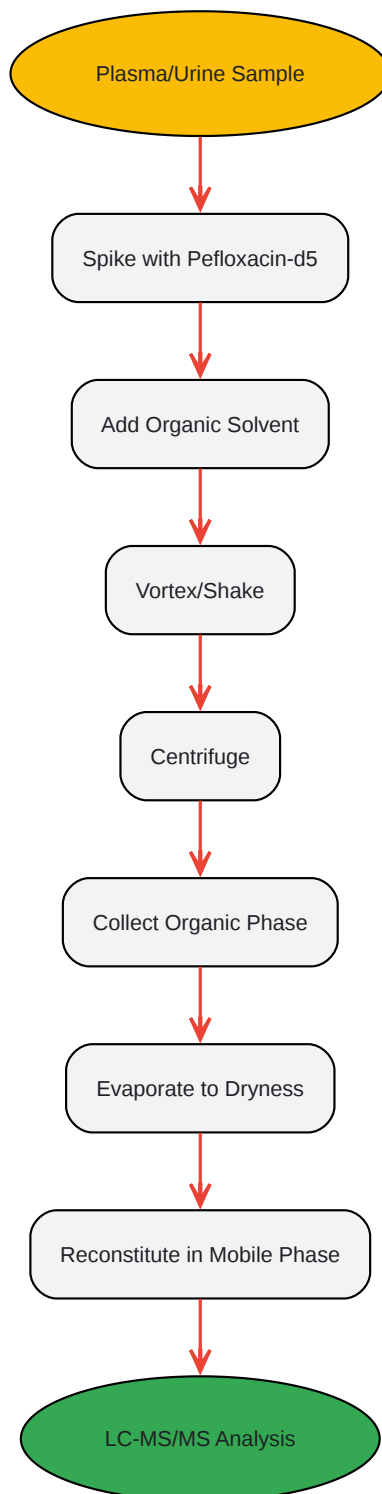 Plasma/Urine Sample
Spike with Pefloxacin-d5
Add Organic Solvent
Vortex/Shake
Centrifuge
Collect Organic Phase
Evaporate to Dryness
Reconstitute in Mobile Phase
LC-MS/MS Analysis